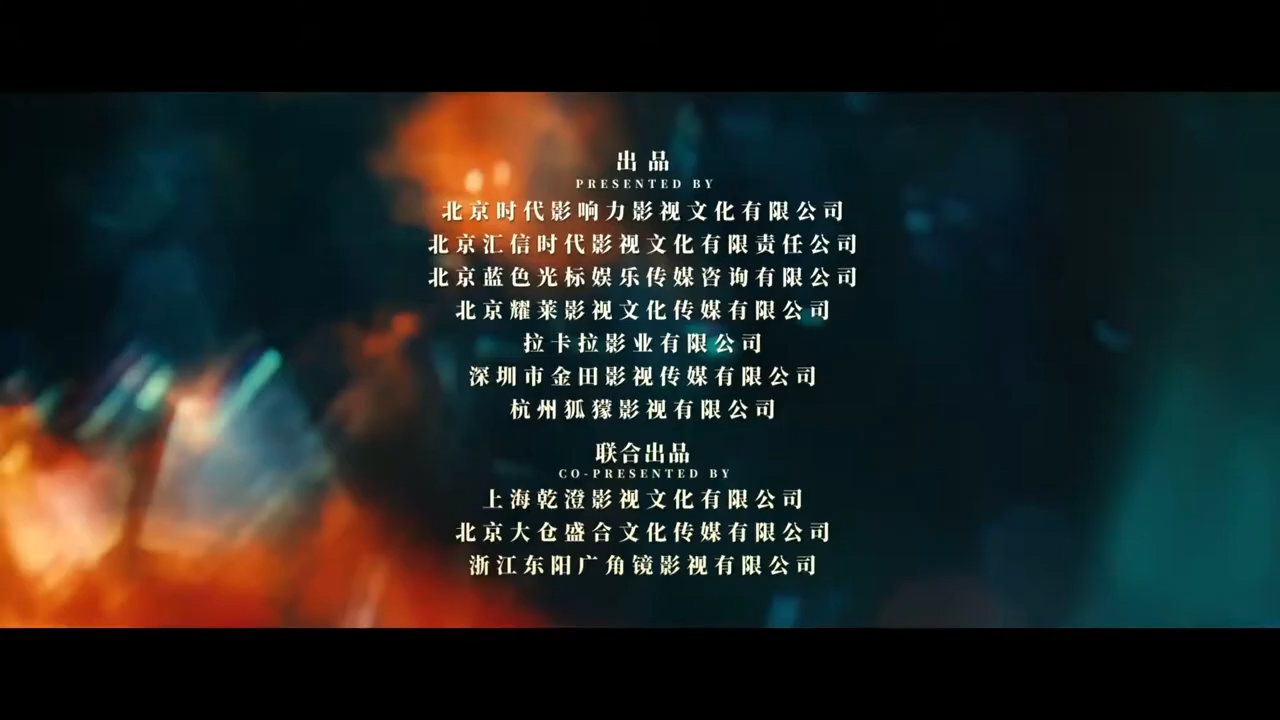 出品
PRESENTED BY
北京时代影响力影视文化有限公司
北京汇信时代影视文化有限责任公司
北京蓝色光标娱乐传媒咨询有限公司
北京耀莱影视文化传媒有限公司
拉卡拉影业有限公司
深圳市金田影视传媒有限公司
杭州狐獴影视有限公司
联合出品
CO-PRESENTED BY
上海乾澄影视文化有限公司
北京大仓盛合文化传媒有限公司
浙江东阳广角镜影视有限公司